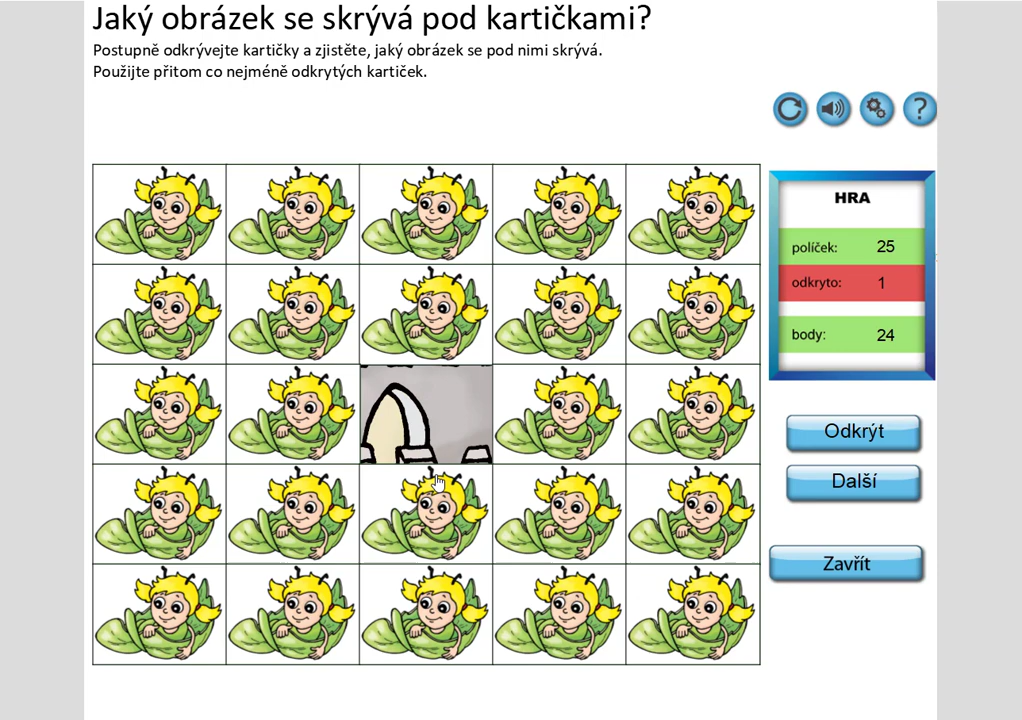 Jaký obrázek se skrývá pod kartičkami?
Postupně odkrývejte kartičky a zjistěte, jaký obrázek se pod nimi skrývá.
Použijte přitom co nejméně odkrytých kartiček.
?
HRA
políček: 25
odkryto: 1
body: 24
Odkrýt
Další
Zavřít